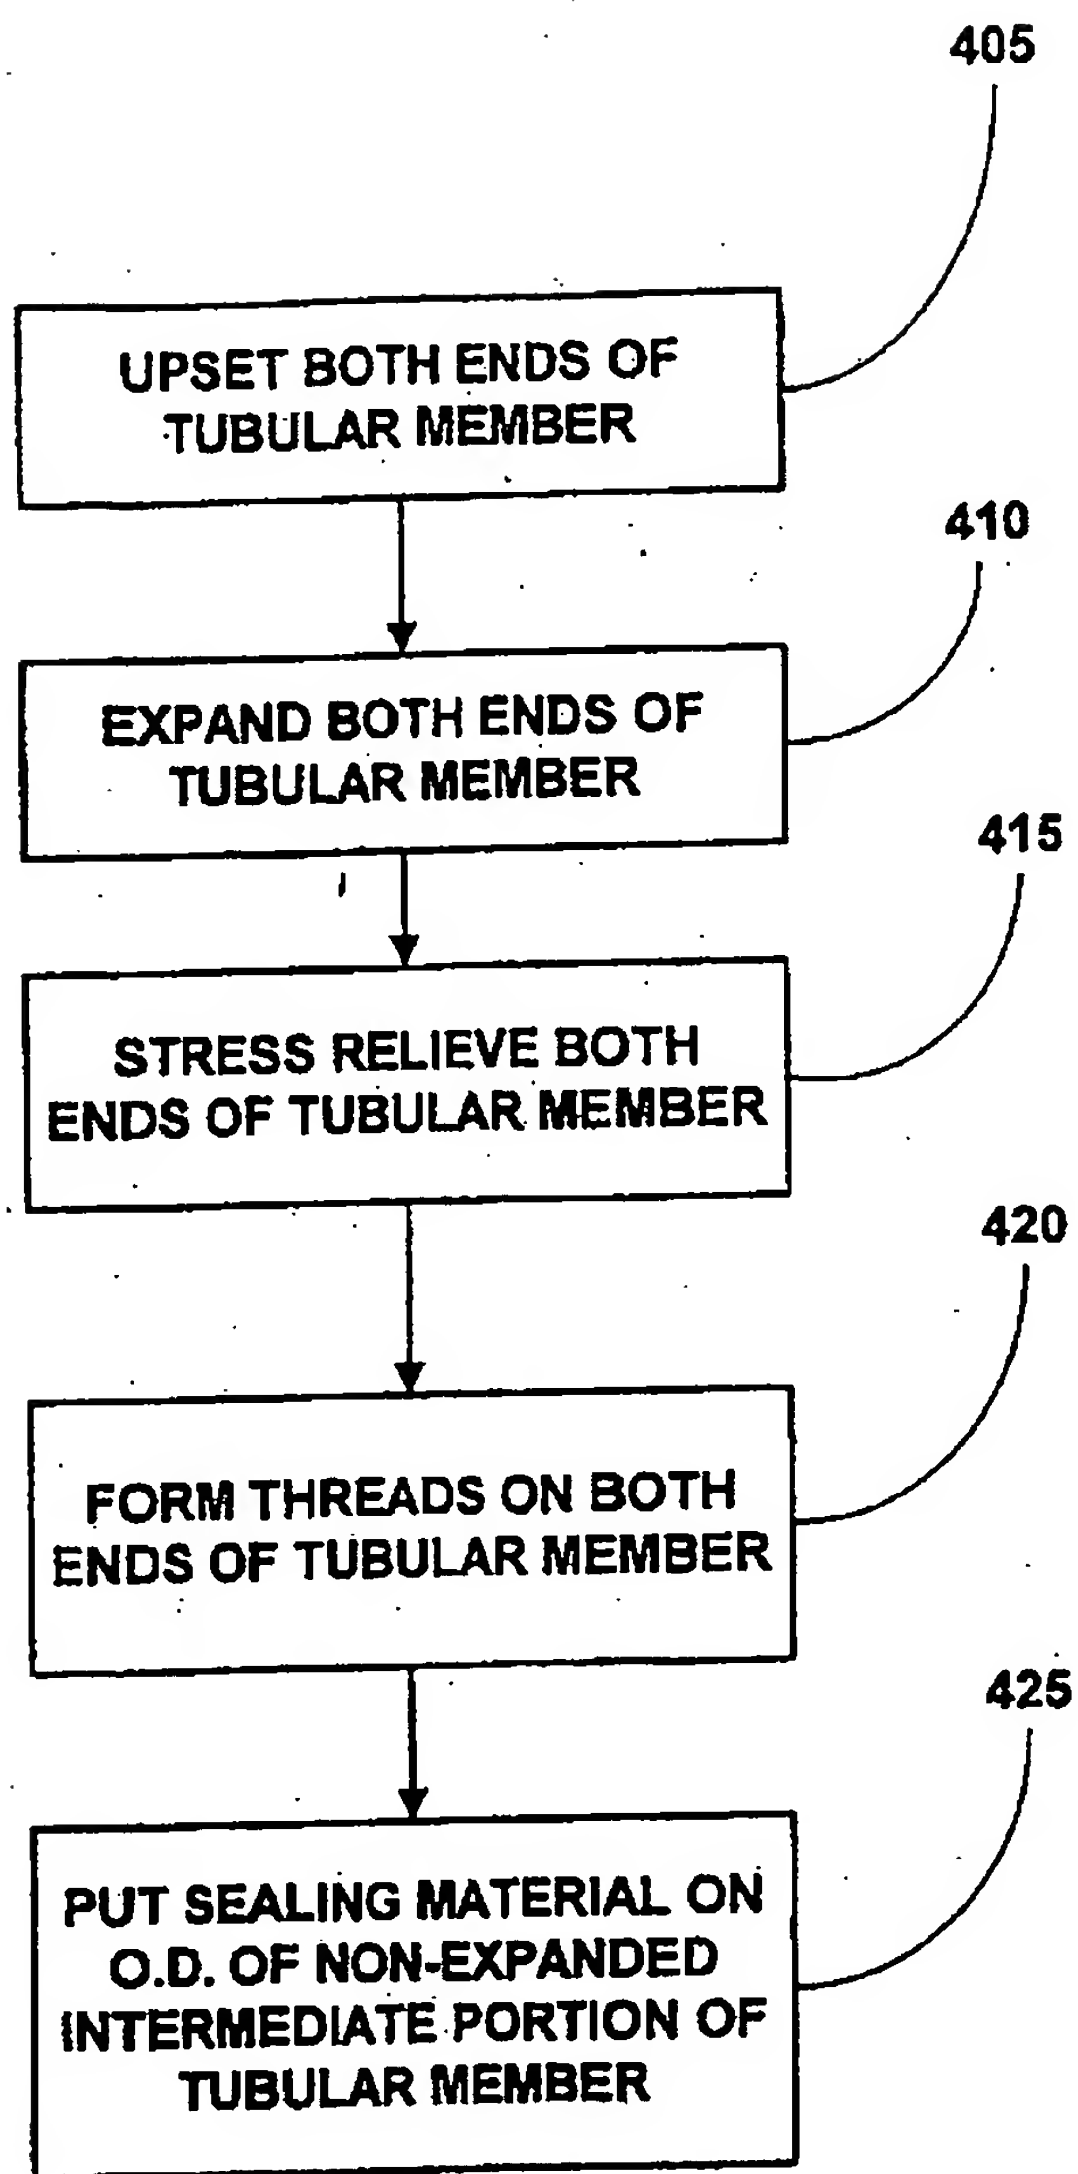 405
UPSET BOTH ENDS OF
TUBULAR MEMBER
410
EXPAND BOTH ENDS OF
TUBULAR MEMBER
415
STRESS RELIEVE BOTH
ENDS OF TUBULAR MEMBER
420
FORM THREADS ON BOTH
ENDS OF TUBULAR MEMBER
425
PUT SEALING MATERIAL ON
O.D. OF NON-EXPANDED
INTERMEDIATE PORTION OF
TUBULAR MEMBER